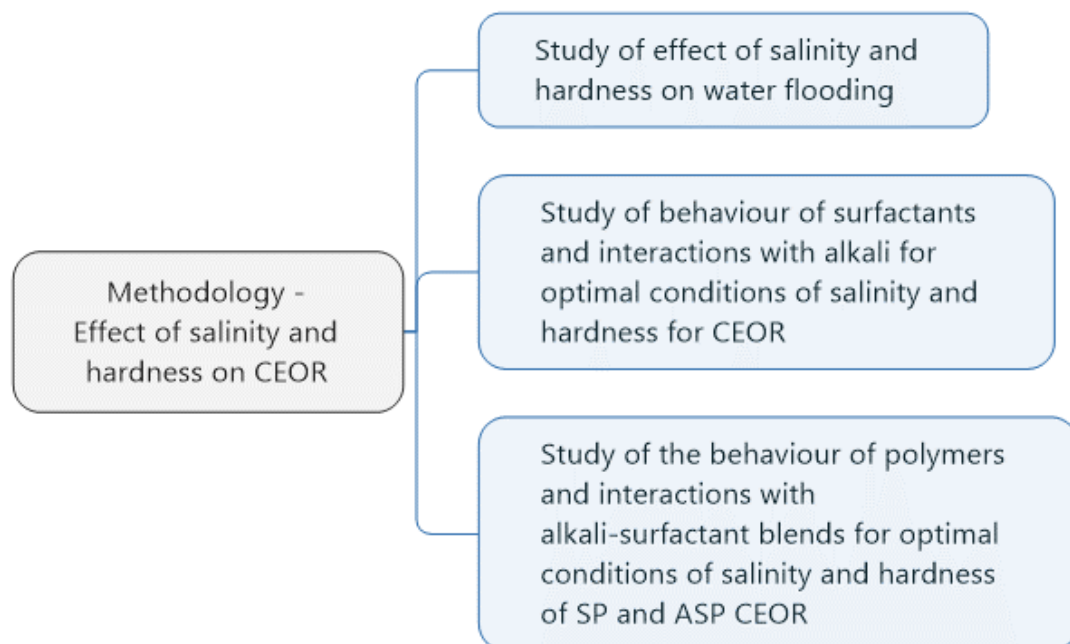 Methodology -
Effect of salinity and
hardness on CEOR
Study of effect of salinity and
hardness on water flooding
Study of behaviour of surfactants
and interactions with alkali for
optimal conditions of salinity and
hardness for CEOR
Study of the behaviour of polymers
and interactions with
alkali-surfactant blends for optimal
conditions of salinity and hardness
of SP and ASP CEOR